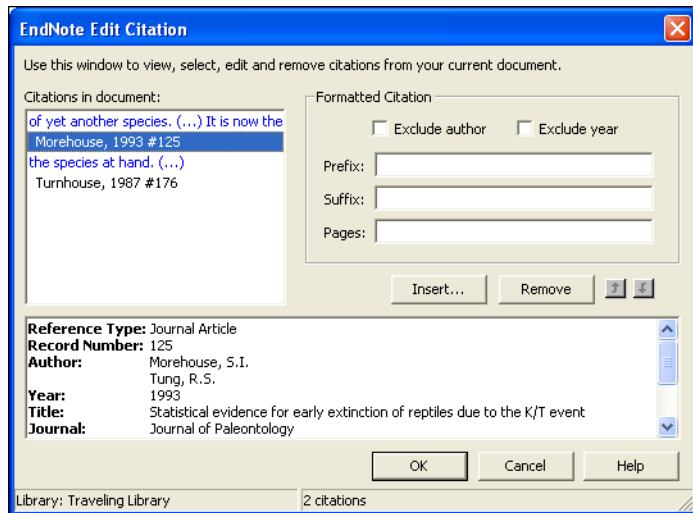 EndNote Edit Citation
Use this window to view, select, edit and remove citations from your current document.
Citations in document:
of yet another species. (...) It is now the
Morehouse, 1993 #125
the species at hand. (...)
Turnhouse, 1987 #176
Formatted Citation
Exclude author
Exclude year
Prefix:
Suffix:
Pages:
Insert...
Remove
Reference Type: Journal Article
Record Number: 125
Author: Morehouse, S.I.
Tung, R.S.
Year: 1993
Title: Statistical evidence for early extinction of reptiles due to the K/T event
Journal: Journal of Paleontology
OK
Cancel
Help
Library: Traveling Library
2 citations